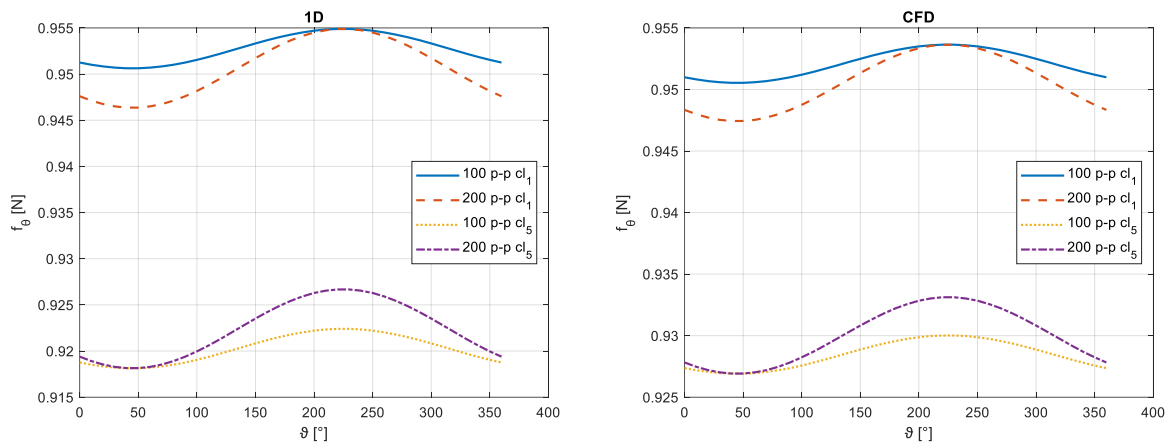 1D
0.955
0.95
0.945
0.94
0.935
0.93
0.925
0.92
0.915
f_θ [N]
0 50 100 150 200 250 300 350 400
ϑ [°]
100 p-p cl_1
200 p-p cl_1
100 p-p cl_5
200 p-p cl_5
CFD
0.955
0.95
0.945
0.94
0.935
0.93
0.925
f_θ [N]
0 50 100 150 200 250 300 350 400
ϑ [°]
100 p-p cl_1
200 p-p cl_1
100 p-p cl_5
200 p-p cl_5